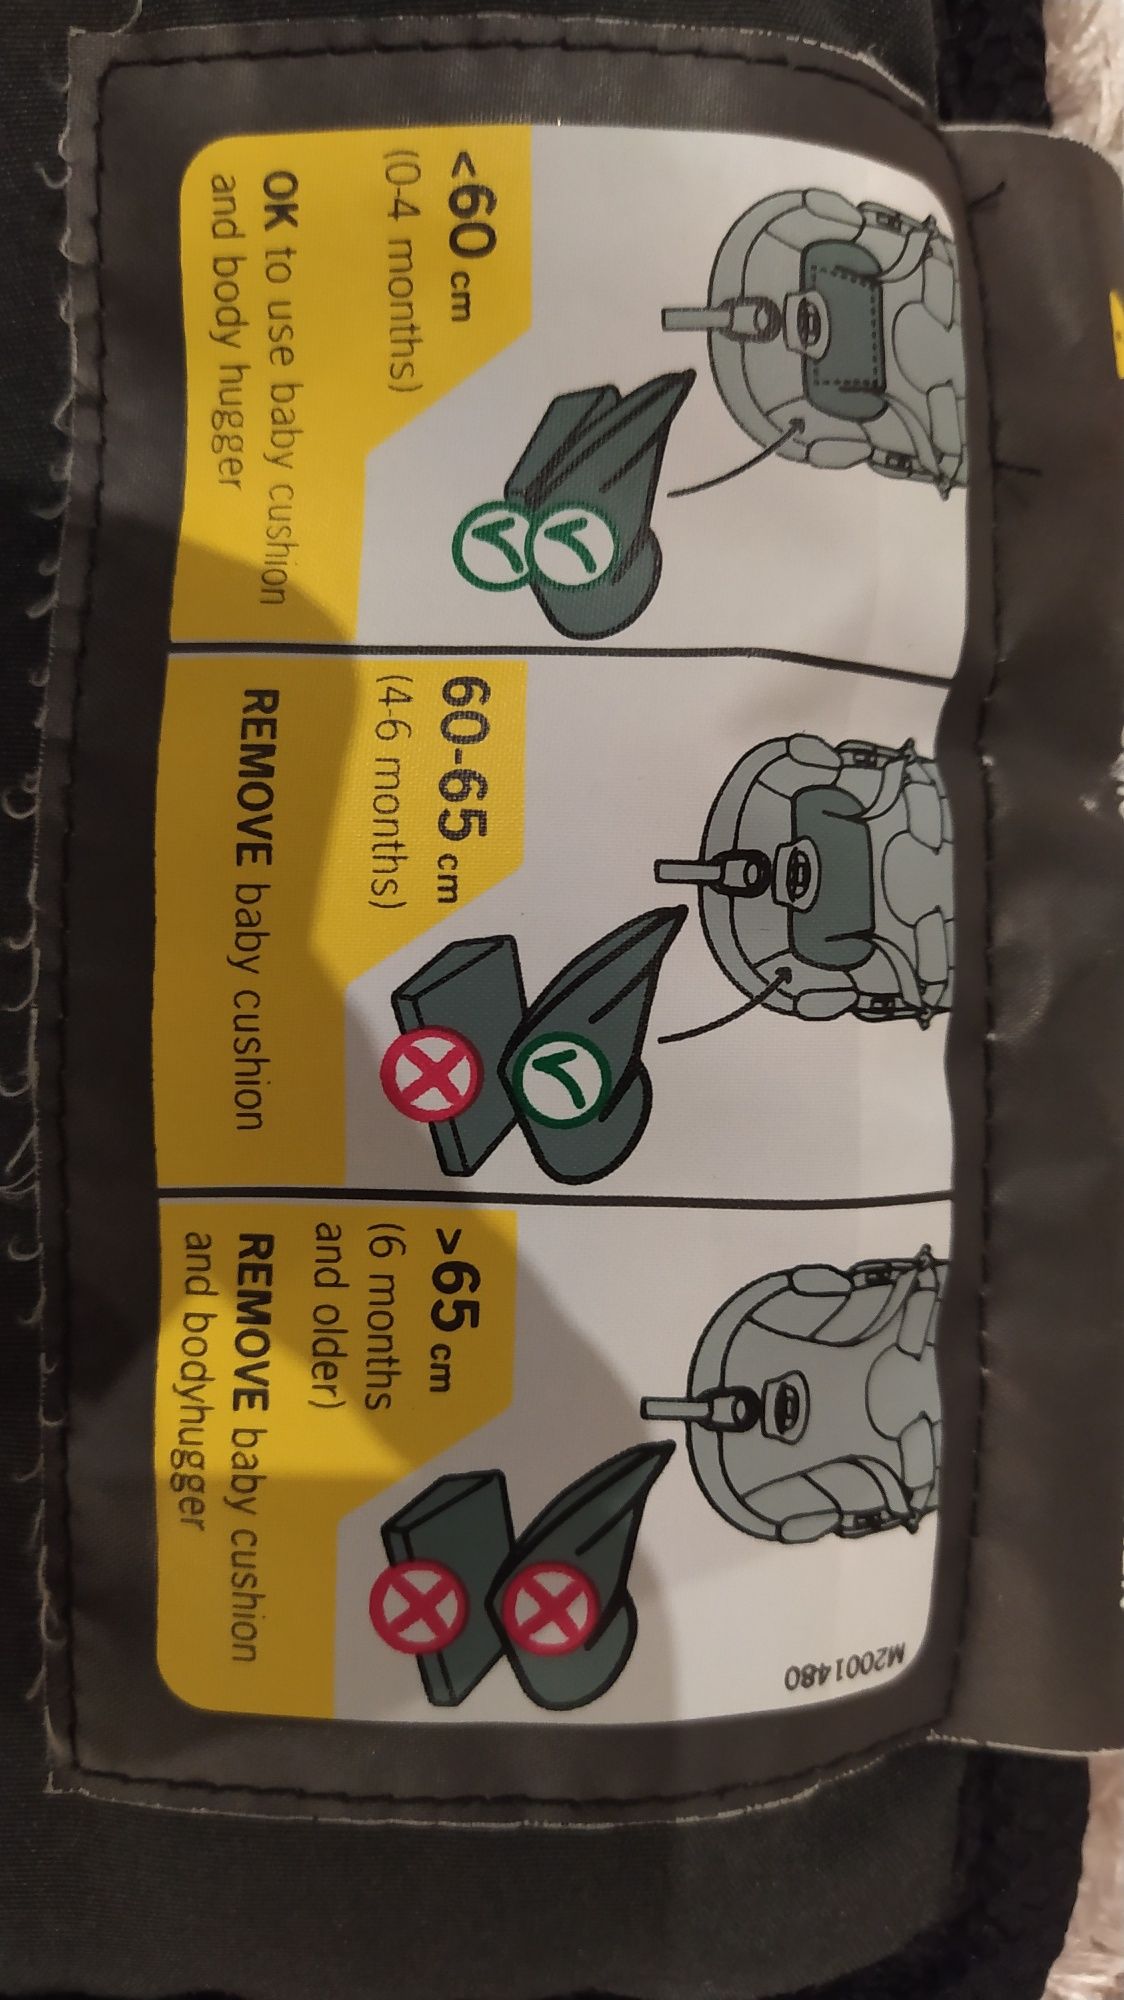 <60 cm
(0-4 months)
OK to use baby cushion
and body hugger
60-65 cm
(4-6 months)
REMOVE baby cushion
>65 cm
(6 months
and older)
REMOVE baby cushion
and bodyhugger
M2001480